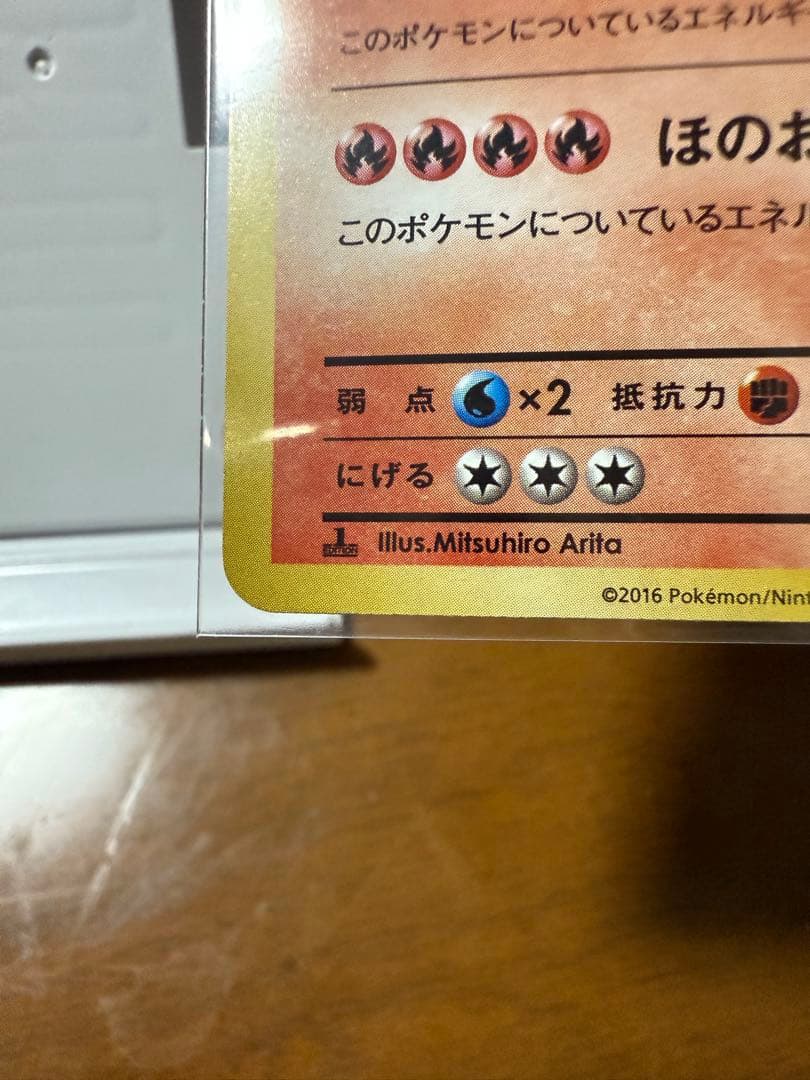 このポケモンについているエネルギ
ほのお
このポケモンについているエネル
弱 点 ×2 抵抗力
にげる
1 EDITION Illus.Mitsuhiro Arita
©2016 Pokémon/Nint